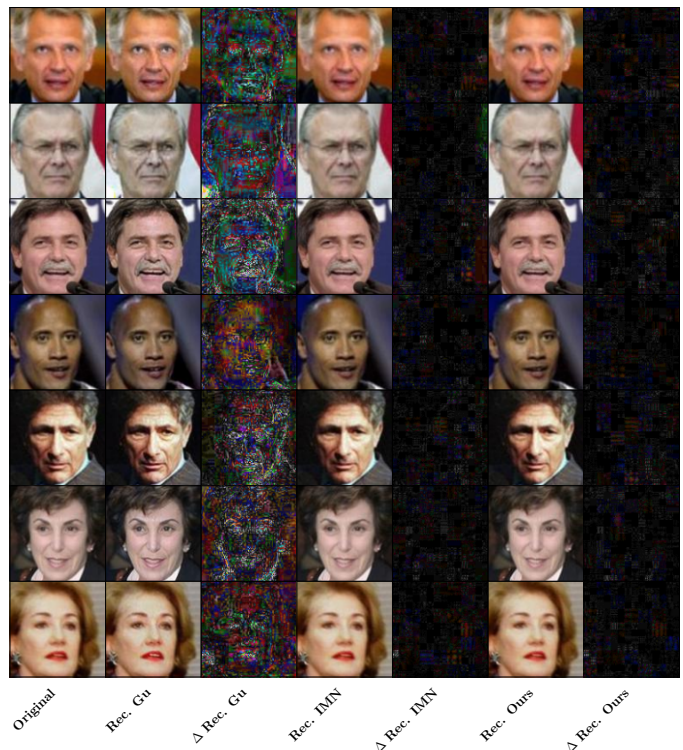 Original
Rec. Gu
Δ Rec. Gu
Rec. IMN
Δ Rec. IMN
Rec. Ours
Δ Rec. Ours